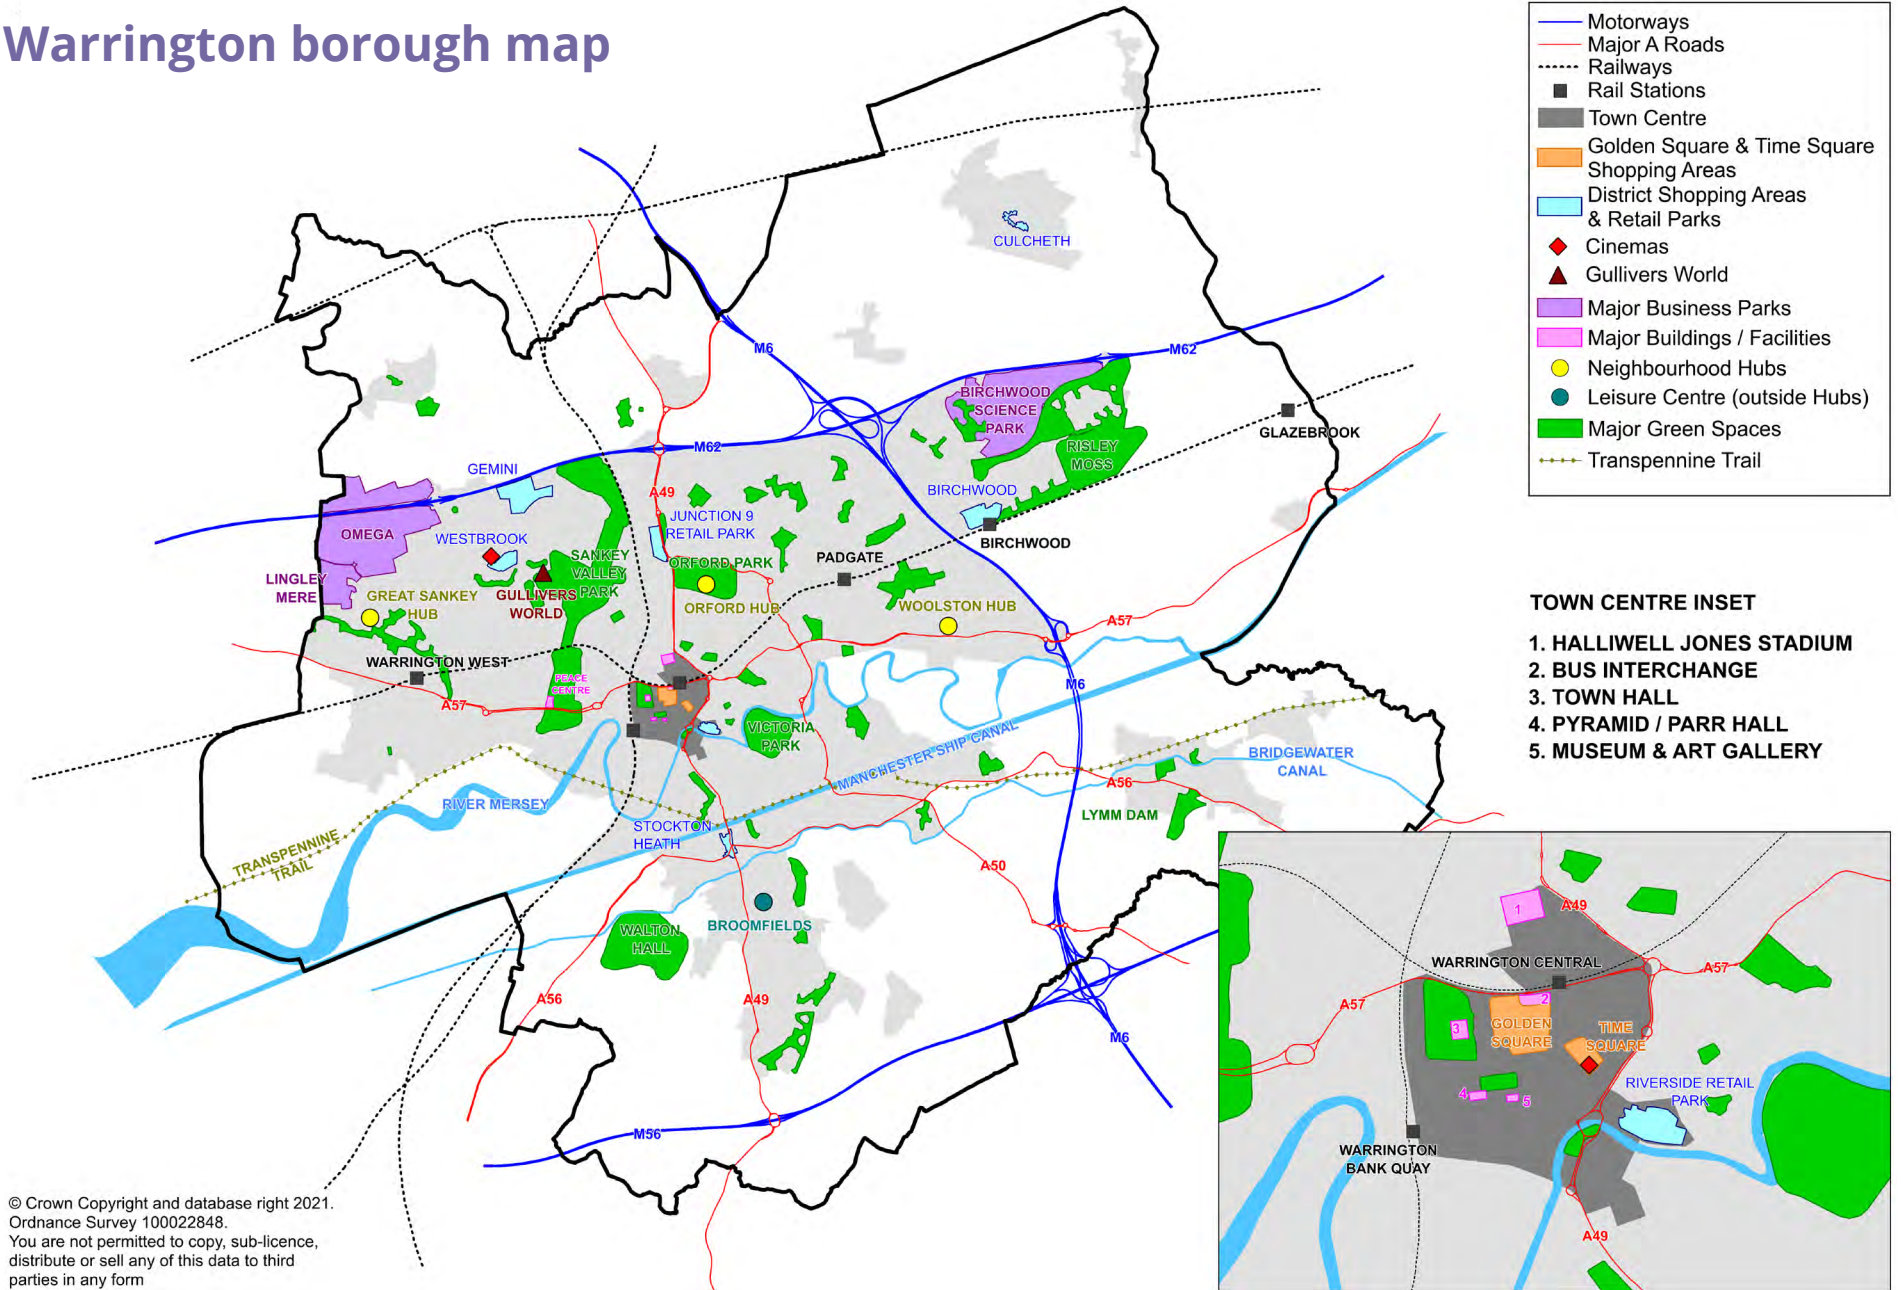 Warrington borough map
Motorways
Major A Roads
Railways
Rail Stations
Town Centre
Golden Square & Time Square
Shopping Areas
District Shopping Areas
& Retail Parks
Cinemas
Gullivers World
Major Business Parks
Major Buildings / Facilities
Neighbourhood Hubs
Leisure Centre (outside Hubs)
Major Green Spaces
Transpennine Trail
TOWN CENTRE INSET
1. HALLIWELL JONES STADIUM
2. BUS INTERCHANGE
3. TOWN HALL
4. PYRAMID / PARR HALL
5. MUSEUM & ART GALLERY
CULCHETH
M6
M62
BIRCHWOOD
SCIENCE
PARK
GLAZEBROOK
RISLEY
MOSS
M62
GEMINI
A49
BIRCHWOOD
JUNCTION 9
RETAIL PARK
OMEGA
WESTBROOK
BIRCHWOOD
SANKEY
VALLEY
PARK
ORFORD PARK
PADGATE
LINGLEY
MERE
GREAT SANKEY
HUB
GULLIVERS
WORLD
ORFORD HUB
WOOLSTON HUB
A57
WARRINGTON WEST
PEACE
CENTRE
M6
A57
VICTORIA
PARK
MANCHESTER SHIP CANAL
BRIDGEWATER
CANAL
A56
RIVER MERSEY
LYMM DAM
STOCKTON
HEATH
TRANSPENNINE
TRAIL
A50
BROOMFIELDS
WALTON
HALL
A56
A49
M6
M56
1
A49
WARRINGTON CENTRAL
A57
A57
2
3
GOLDEN
SQUARE
TIME
SQUARE
RIVERSIDE RETAIL
PARK
4
5
WARRINGTON
BANK QUAY
A49
© Crown Copyright and database right 2021.
Ordnance Survey 100022848.
You are not permitted to copy, sub-licence,
distribute or sell any of this data to third
parties in any form